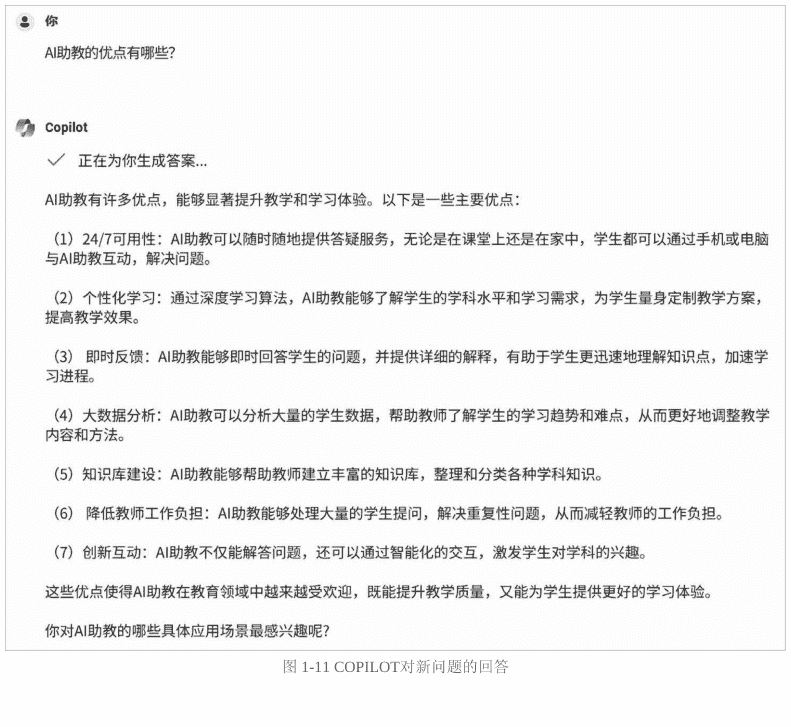 你
AI助教的优点有哪些？
Copilot
正在为你生成答案...
AI助教有许多优点，能够显著提升教学和学习体验。以下是一些主要优点：
（1）24/7可用性：AI助教可以随时随地提供答疑服务，无论是在课堂上还是在家中，学生都可以通过手机或电脑
与AI助教互动，解决问题。
（2）个性化学习：通过深度学习算法，AI助教能够了解学生的学科水平和学习需求，为学生量身定制教学方案，
提高教学效果。
（3） 即时反馈：AI助教能够即时回答学生的问题，并提供详细的解释，有助于学生更迅速地理解知识点，加速学
习进程。
（4）大数据分析：AI助教可以分析大量的学生数据，帮助教师了解学生的学习趋势和难点，从而更好地调整教学
内容和方法。
（5）知识库建设：AI助教能够帮助教师建立丰富的知识库，整理和分类各种学科知识。
（6） 降低教师工作负担：AI助教能够处理大量的学生提问，解决重复性问题，从而减轻教师的工作负担。
（7）创新互动：AI助教不仅能解答问题，还可以通过智能化的交互，激发学生对学科的兴趣。
这些优点使得AI助教在教育领域中越来越受欢迎，既能提升教学质量，又能为学生提供更好的学习体验。
你对AI助教的哪些具体应用场景最感兴趣呢？
图 1-11 COPILOT对新问题的回答